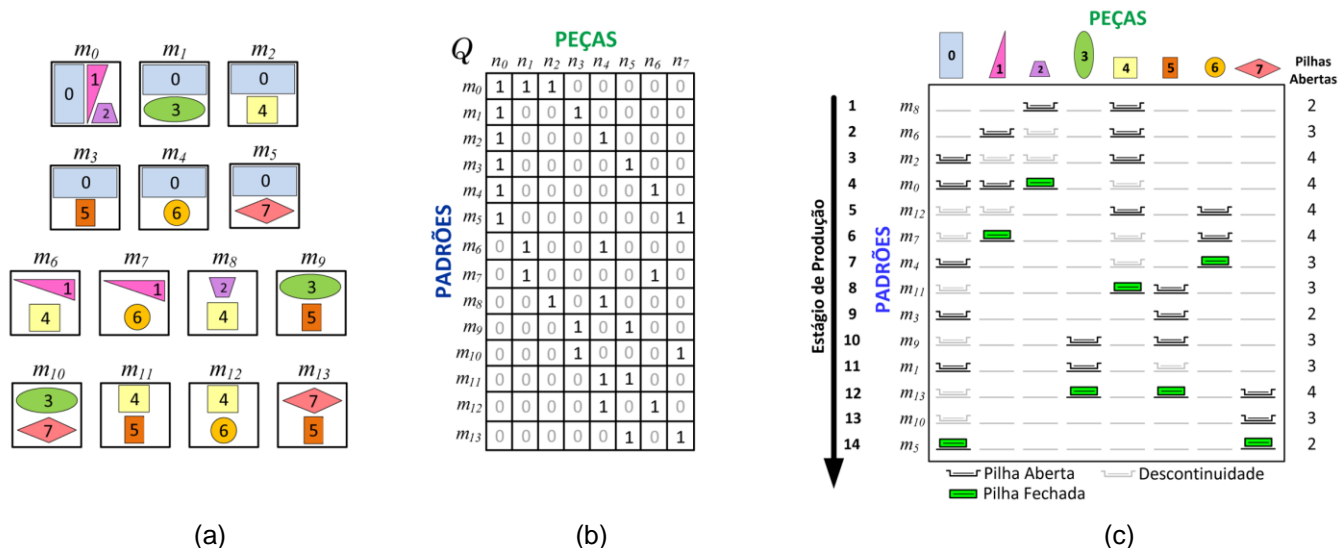 m0 m1 m2
0 1 2 0 3 0 4
m3 m4 m5
0 5 0 6 0 7
m6 m7 m8 m9
1 4 1 6 2 4 3 5
m10 m11 m12 m13
3 7 4 5 4 6 7 5
(a)
PEÇAS
Q n0 n1 n2 n3 n4 n5 n6 n7
PADRÕES
m0 1 1 1 0 0 0 0 0
m1 1 0 0 1 0 0 0 0
m2 1 0 0 0 1 0 0 0
m3 1 0 0 0 0 1 0 0
m4 1 0 0 0 0 0 1 0
m5 1 0 0 0 0 0 0 1
m6 0 1 0 0 1 0 0 0
m7 0 1 0 0 0 0 1 0
m8 0 0 1 0 1 0 0 0
m9 0 0 0 1 0 1 0 0
m10 0 0 0 1 0 0 0 1
m11 0 0 0 0 1 1 0 0
m12 0 0 0 0 1 0 1 0
m13 0 0 0 0 0 1 0 1
(b)
PEÇAS
0 1 2 3 4 5 6 7
Pilhas
Abertas
Estágio de Produção
PADRÕES
1 m8 2
2 m6 3
3 m2 4
4 m0 4
5 m12 4
6 m7 4
7 m4 3
8 m11 3
9 m3 2
10 m9 3
11 m1 3
12 m13 4
13 m10 3
14 m5 2
Pilha Aberta Descontinuidade
Pilha Fechada
(c)